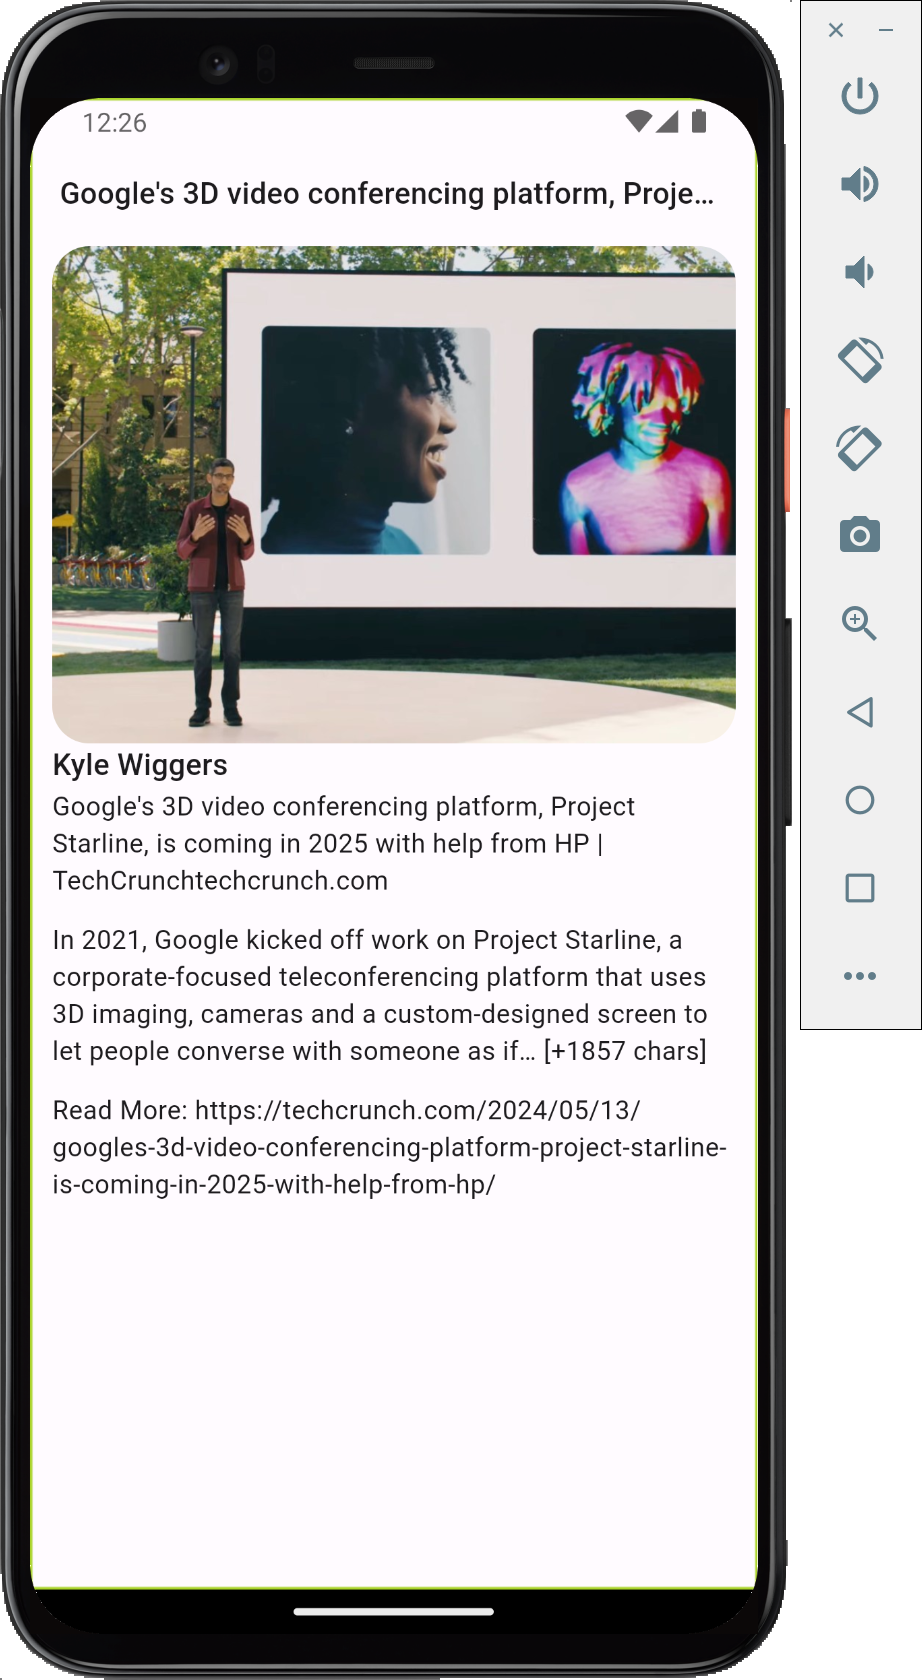 12:26
Google's 3D video conferencing platform, Proje…
Kyle Wiggers
Google's 3D video conferencing platform, Project
Starline, is coming in 2025 with help from HP |
TechCrunchtechcrunch.com
In 2021, Google kicked off work on Project Starline, a
corporate-focused teleconferencing platform that uses
3D imaging, cameras and a custom-designed screen to
let people converse with someone as if… [+1857 chars]
Read More: https://techcrunch.com/2024/05/13/
googles-3d-video-conferencing-platform-project-starline-
is-coming-in-2025-with-help-from-hp/